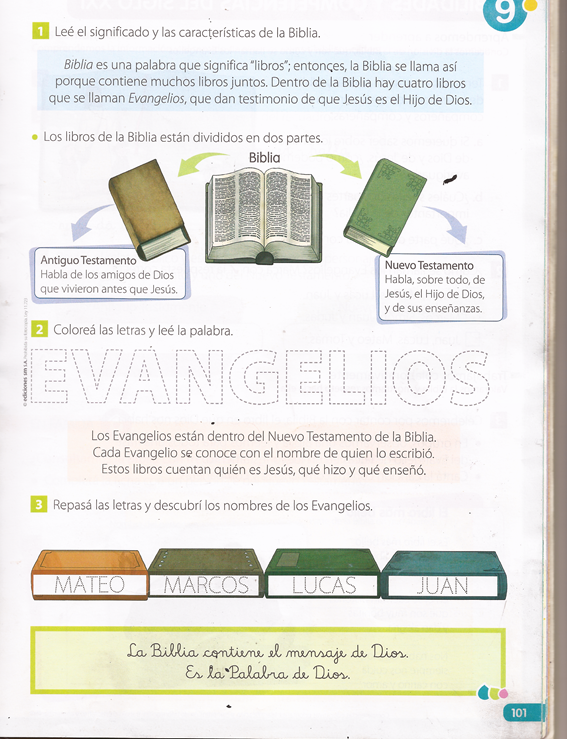 9
1 Leé el significado y las características de la Biblia.
Biblia es una palabra que significa “libros”; entonces, la Biblia se llama así
porque contiene muchos libros juntos. Dentro de la Biblia hay cuatro libros
que se llaman Evangelios, que dan testimonio de que Jesús es el Hijo de Dios.
• Los libros de la Biblia están divididos en dos partes.
Biblia
Antiguo Testamento
Habla de los amigos de Dios
que vivieron antes que Jesús.
Nuevo Testamento
Habla, sobre todo, de
Jesús, el Hijo de Dios,
y de sus enseñanzas.
2 Coloreá las letras y leé la palabra.
EVANGELIOS
© ediciones
Los Evangelios están dentro del Nuevo Testamento de la Biblia.
Cada Evangelio se conoce con el nombre de quien lo escribió.
Estos libros cuentan quién es Jesús, qué hizo y qué enseñó.
3 Repasá las letras y descubrí los nombres de los Evangelios.
MATEO
MARCOS
LUCAS
JUAN
La Biblia contiene el mensaje de Dios.
Es la Palabra de Dios.
101